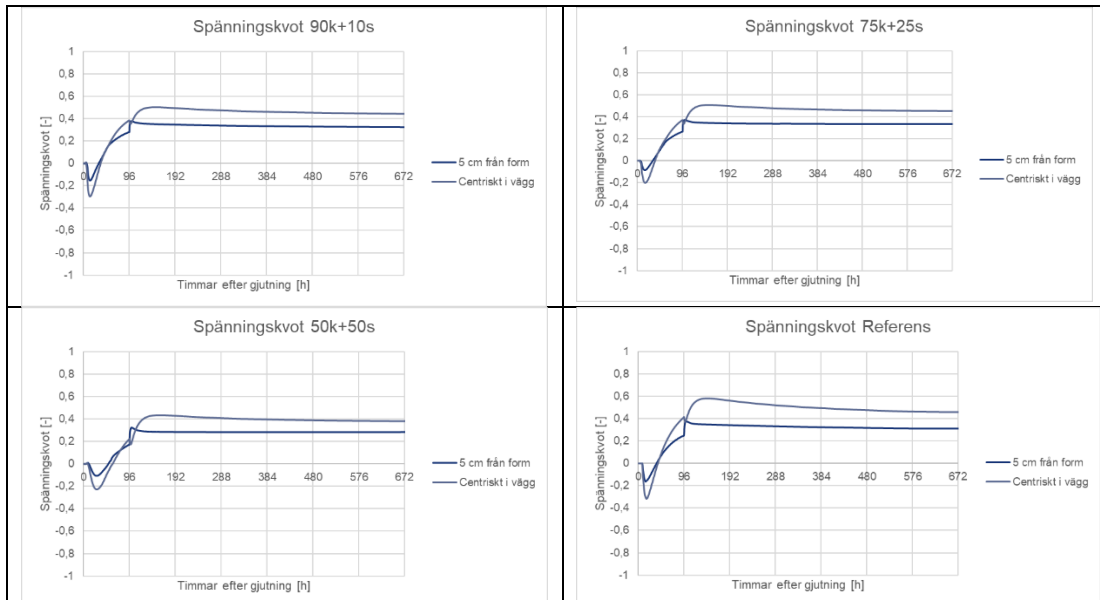 Spänningskvot 90k+10s
1
0,8
0,6
0,4
0,2
0
-0,2
-0,4
-0,6
-0,8
-1
0 96 192 288 384 480 576 672
Spänningskvot [-]
Timmar efter gjutning [h]
5 cm från form
Centriskt i vägg
Spänningskvot 75k+25s
1
0,8
0,6
0,4
0,2
0
-0,2
-0,4
-0,6
-0,8
-1
0 96 192 288 384 480 576 672
Spänningskvot [-]
Timmar efter gjutning [h]
5 cm från form
Centriskt i vägg
Spänningskvot 50k+50s
1
0,8
0,6
0,4
0,2
0
-0,2
-0,4
-0,6
-0,8
-1
0 96 192 288 384 480 576 672
Spänningskvot [-]
Timmar efter gjutning [h]
5 cm från form
Centriskt i vägg
Spänningskvot Referens
1
0,8
0,6
0,4
0,2
0
-0,2
-0,4
-0,6
-0,8
-1
0 96 192 288 384 480 576 672
Spänningskvot [-]
Timmar efter gjutning [h]
5 cm från form
Centriskt i vägg